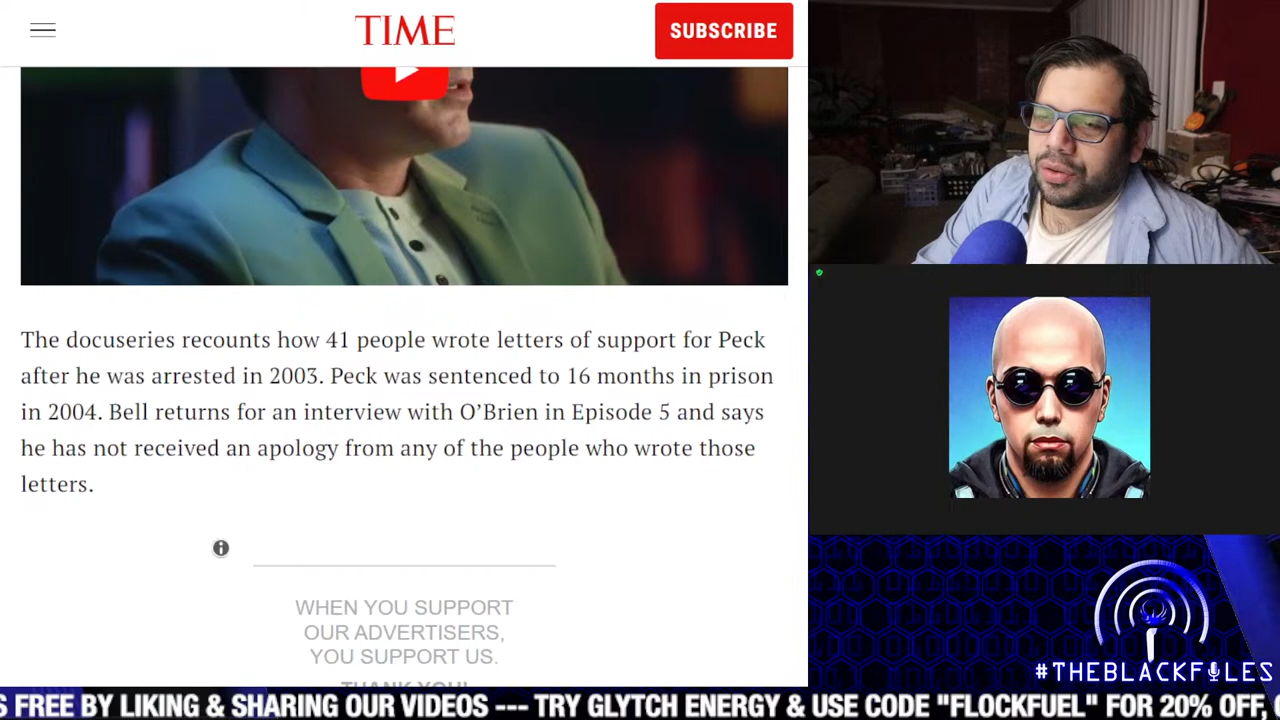 TIME
SUBSCRIBE
The docuseries recounts how 41 people wrote letters of support for Peck
after he was arrested in 2003. Peck was sentenced to 16 months in prison
in 2004. Bell returns for an interview with O’Brien in Episode 5 and says
he has not received an apology from any of the people who wrote those
letters.
WHEN YOU SUPPORT
OUR ADVERTISERS,
YOU SUPPORT US.
THANK YOU!
#THEBLACKFILES
S FREE BY LIKING & SHARING OUR VIDEOS --- TRY GLYTCH ENERGY & USE CODE "FLOCKFUEL" FOR 20% OFF,